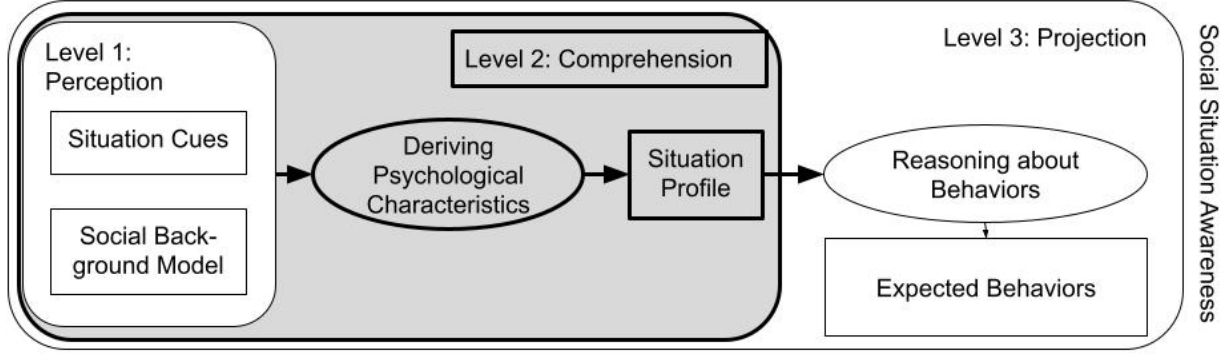 Level 1:
Perception
Situation Cues
Social Back-
ground Model
Level 2: Comprehension
Deriving
Psychological
Characteristics
Situation
Profile
Level 3: Projection
Reasoning about
Behaviors
Expected Behaviors
Social Situation Awareness